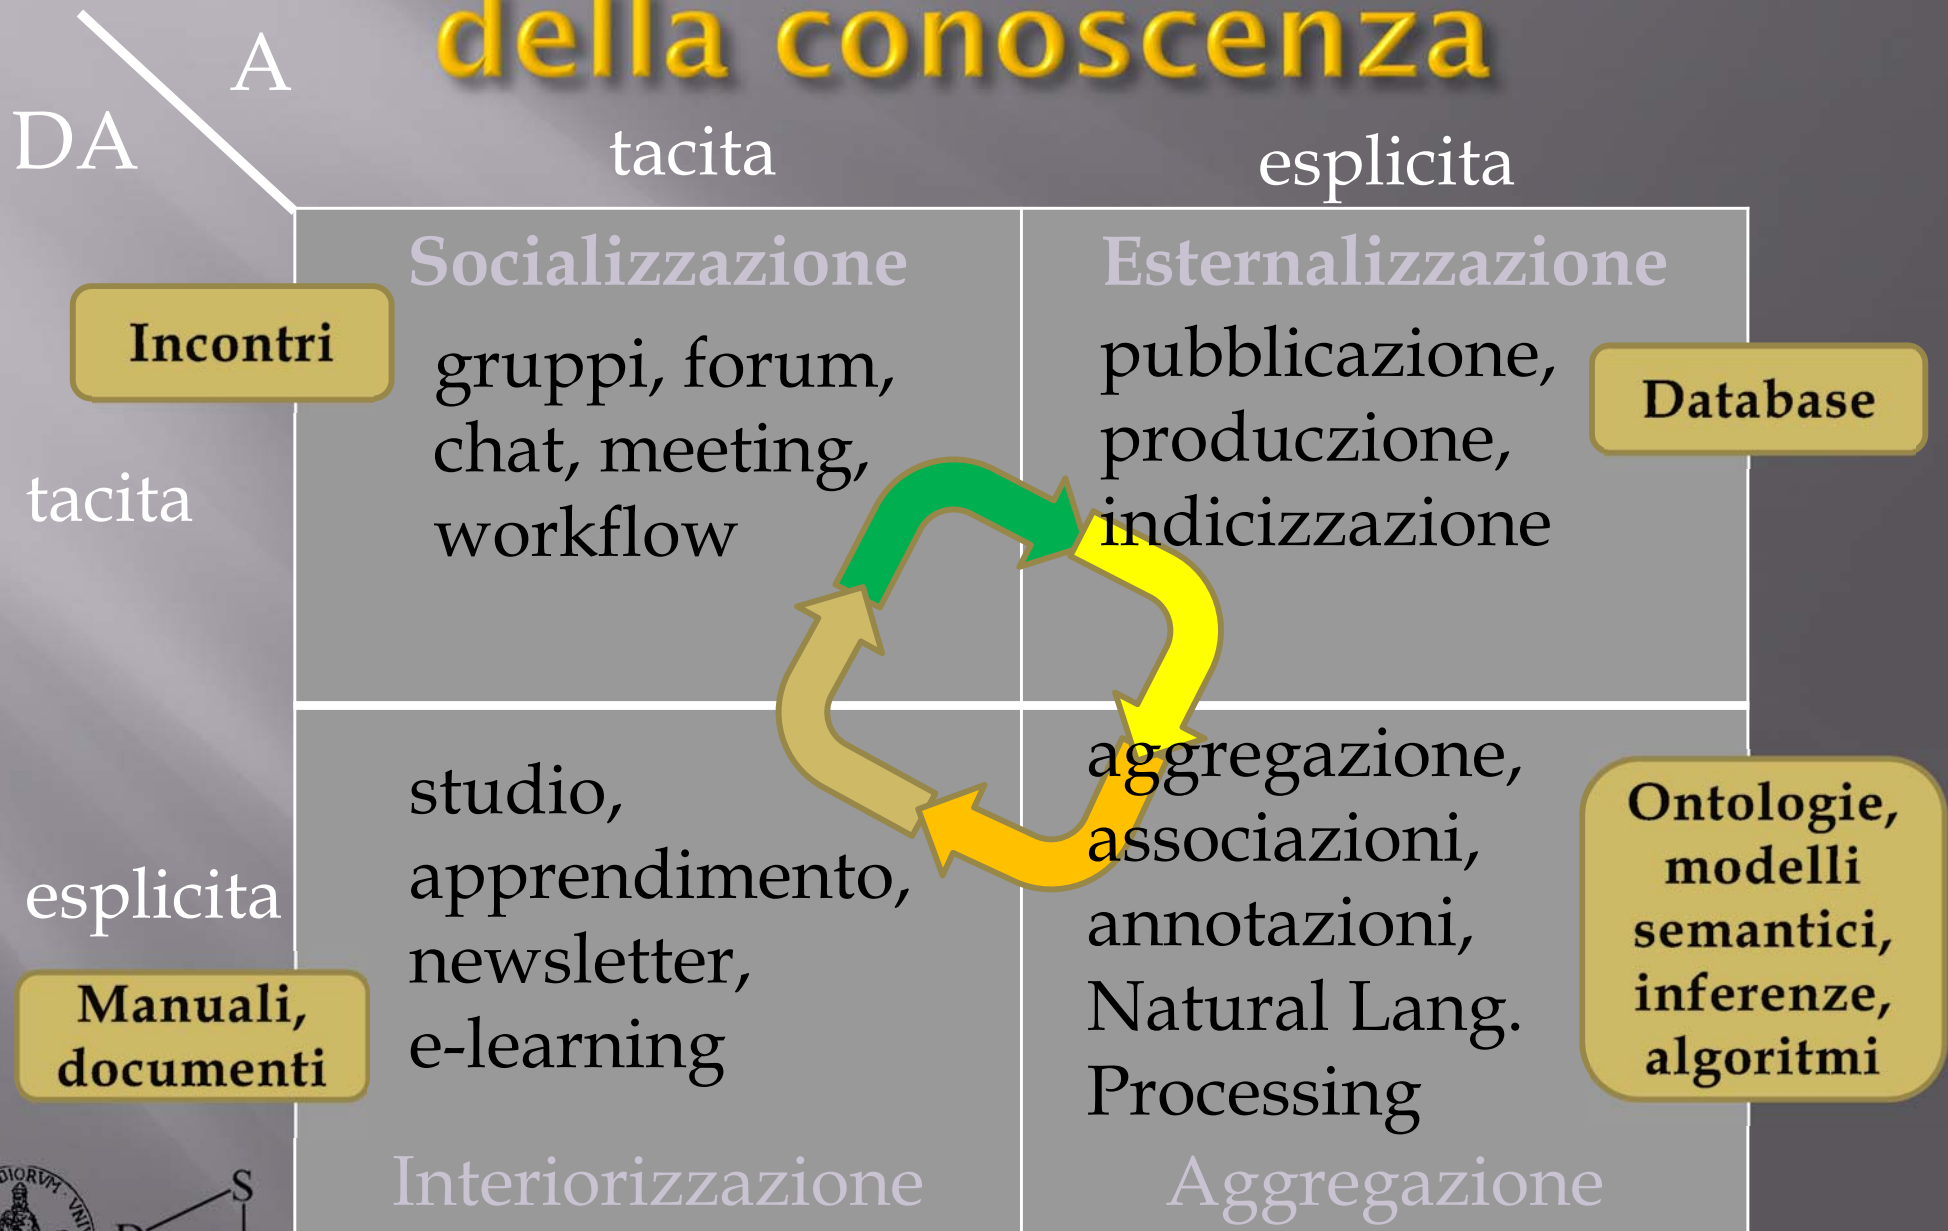 della conoscenza
A
DA
tacita
esplicita
Socializzazione
Esternalizzazione
Incontri
gruppi, forum,
chat, meeting,
workflow
pubblicazione,
produczione,
indicizzazione
Database
tacita
esplicita
studio,
apprendimento,
newsletter,
e-learning
aggregazione,
associazioni,
annotazioni,
Natural Lang.
Processing
Manuali,
documenti
Ontologie,
modelli
semantici,
inferenze,
algoritmi
Interiorizzazione
Aggregazione
S